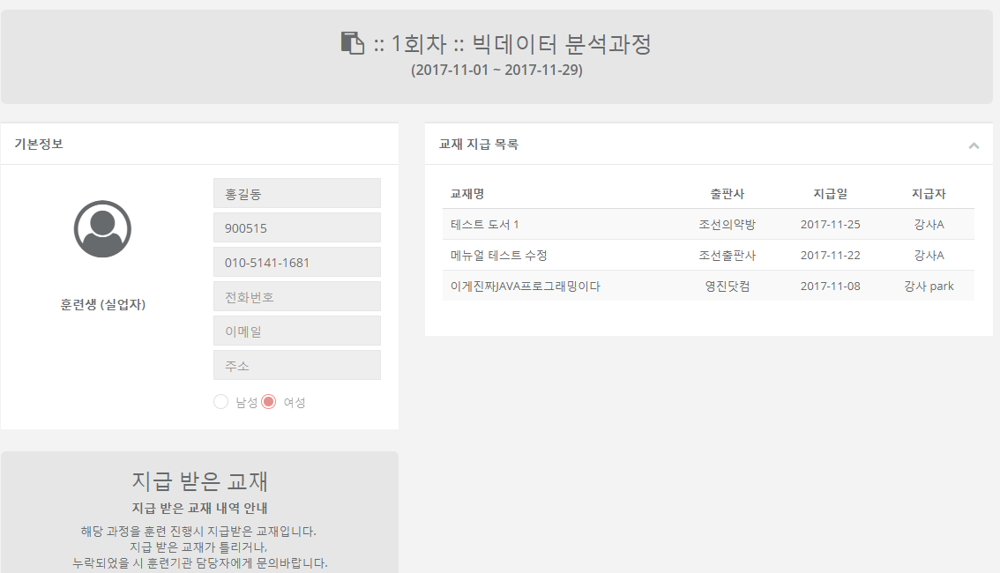 :: 1회차 :: 빅데이터 분석과정
(2017-11-01 ~ 2017-11-29)
기본정보
홍길동
900515
010-5141-1681
전화번호
이메일
주소
훈련생 (실업자)
남성 여성
교재 지급 목록
교재명 출판사 지급일 지급자
테스트 도서 1 조선의약방 2017-11-25 강사A
메뉴얼 테스트 수정 조선출판사 2017-11-22 강사A
이게진짜JAVA프로그래밍이다 영진닷컴 2017-11-08 강사 park
지급 받은 교재
지급 받은 교재 내역 안내
해당 과정을 훈련 진행시 지급받은 교재입니다.
지급 받은 교재가 틀리거나,
누락되었을 시 훈련기관 담당자에게 문의바랍니다.